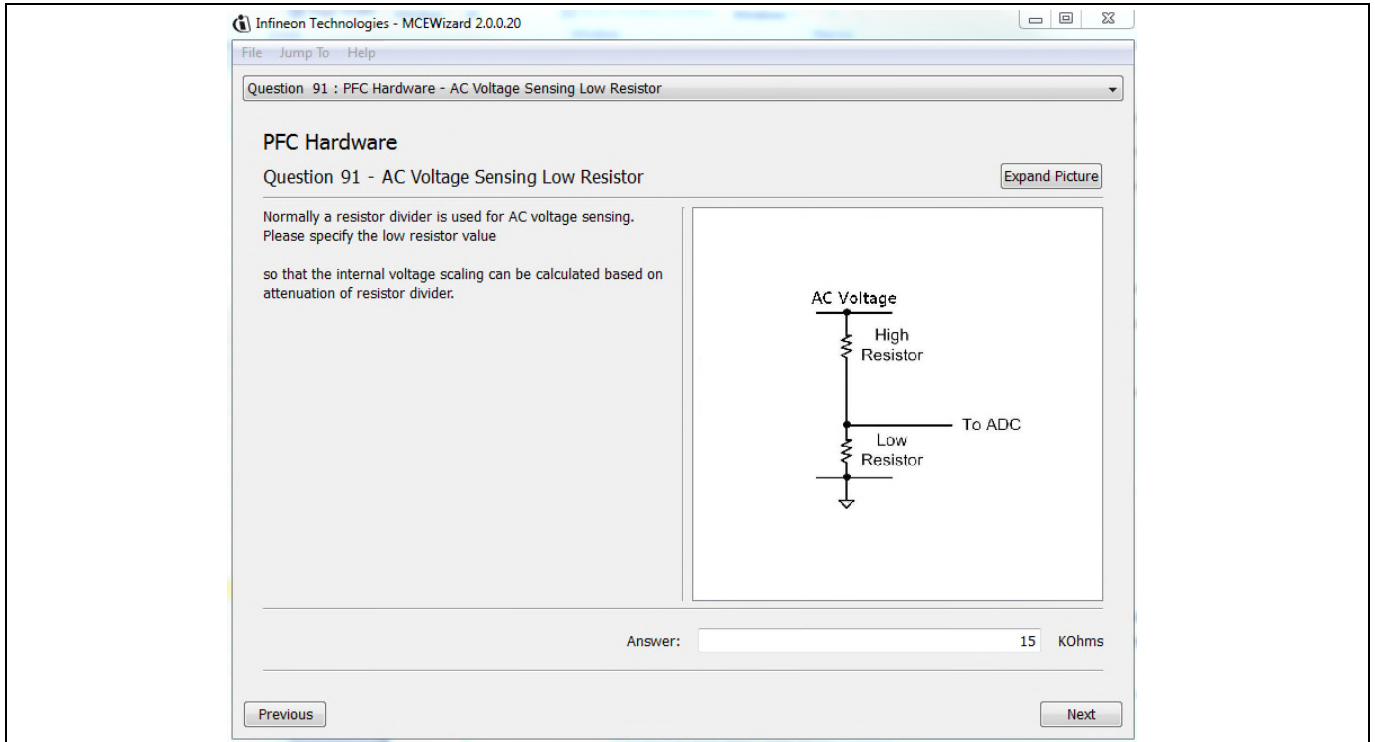 Infineon Technologies - MCEWizard 2.0.0.20
File Jump To Help
Question 91 : PFC Hardware - AC Voltage Sensing Low Resistor
PFC Hardware
Question 91 - AC Voltage Sensing Low Resistor
Expand Picture
Normally a resistor divider is used for AC voltage sensing.
Please specify the low resistor value
so that the internal voltage scaling can be calculated based on
attenuation of resistor divider.
AC Voltage
High
Resistor
To ADC
Low
Resistor
Answer: 15 KOhms
Previous Next